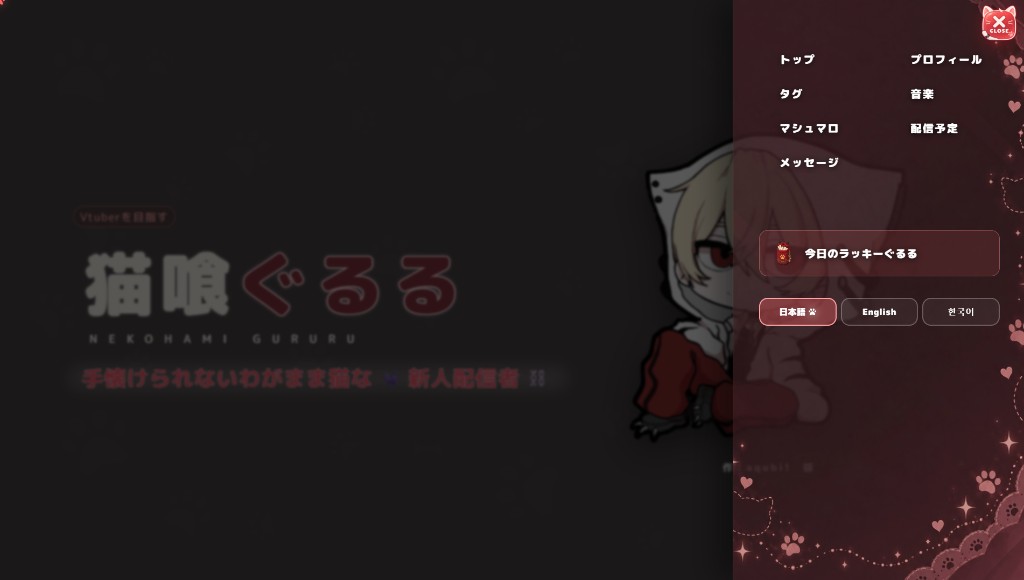 CLOSE
トップ
プロフィール
タグ
音楽
マシュマロ
配信予定
メッセージ
今日のラッキーぐるる
日本語
English
한국어
Vtuberを目指す
猫喰ぐるる
NEKOHAMI GURURU
手懐けられないわがまま猫な 新人配信者